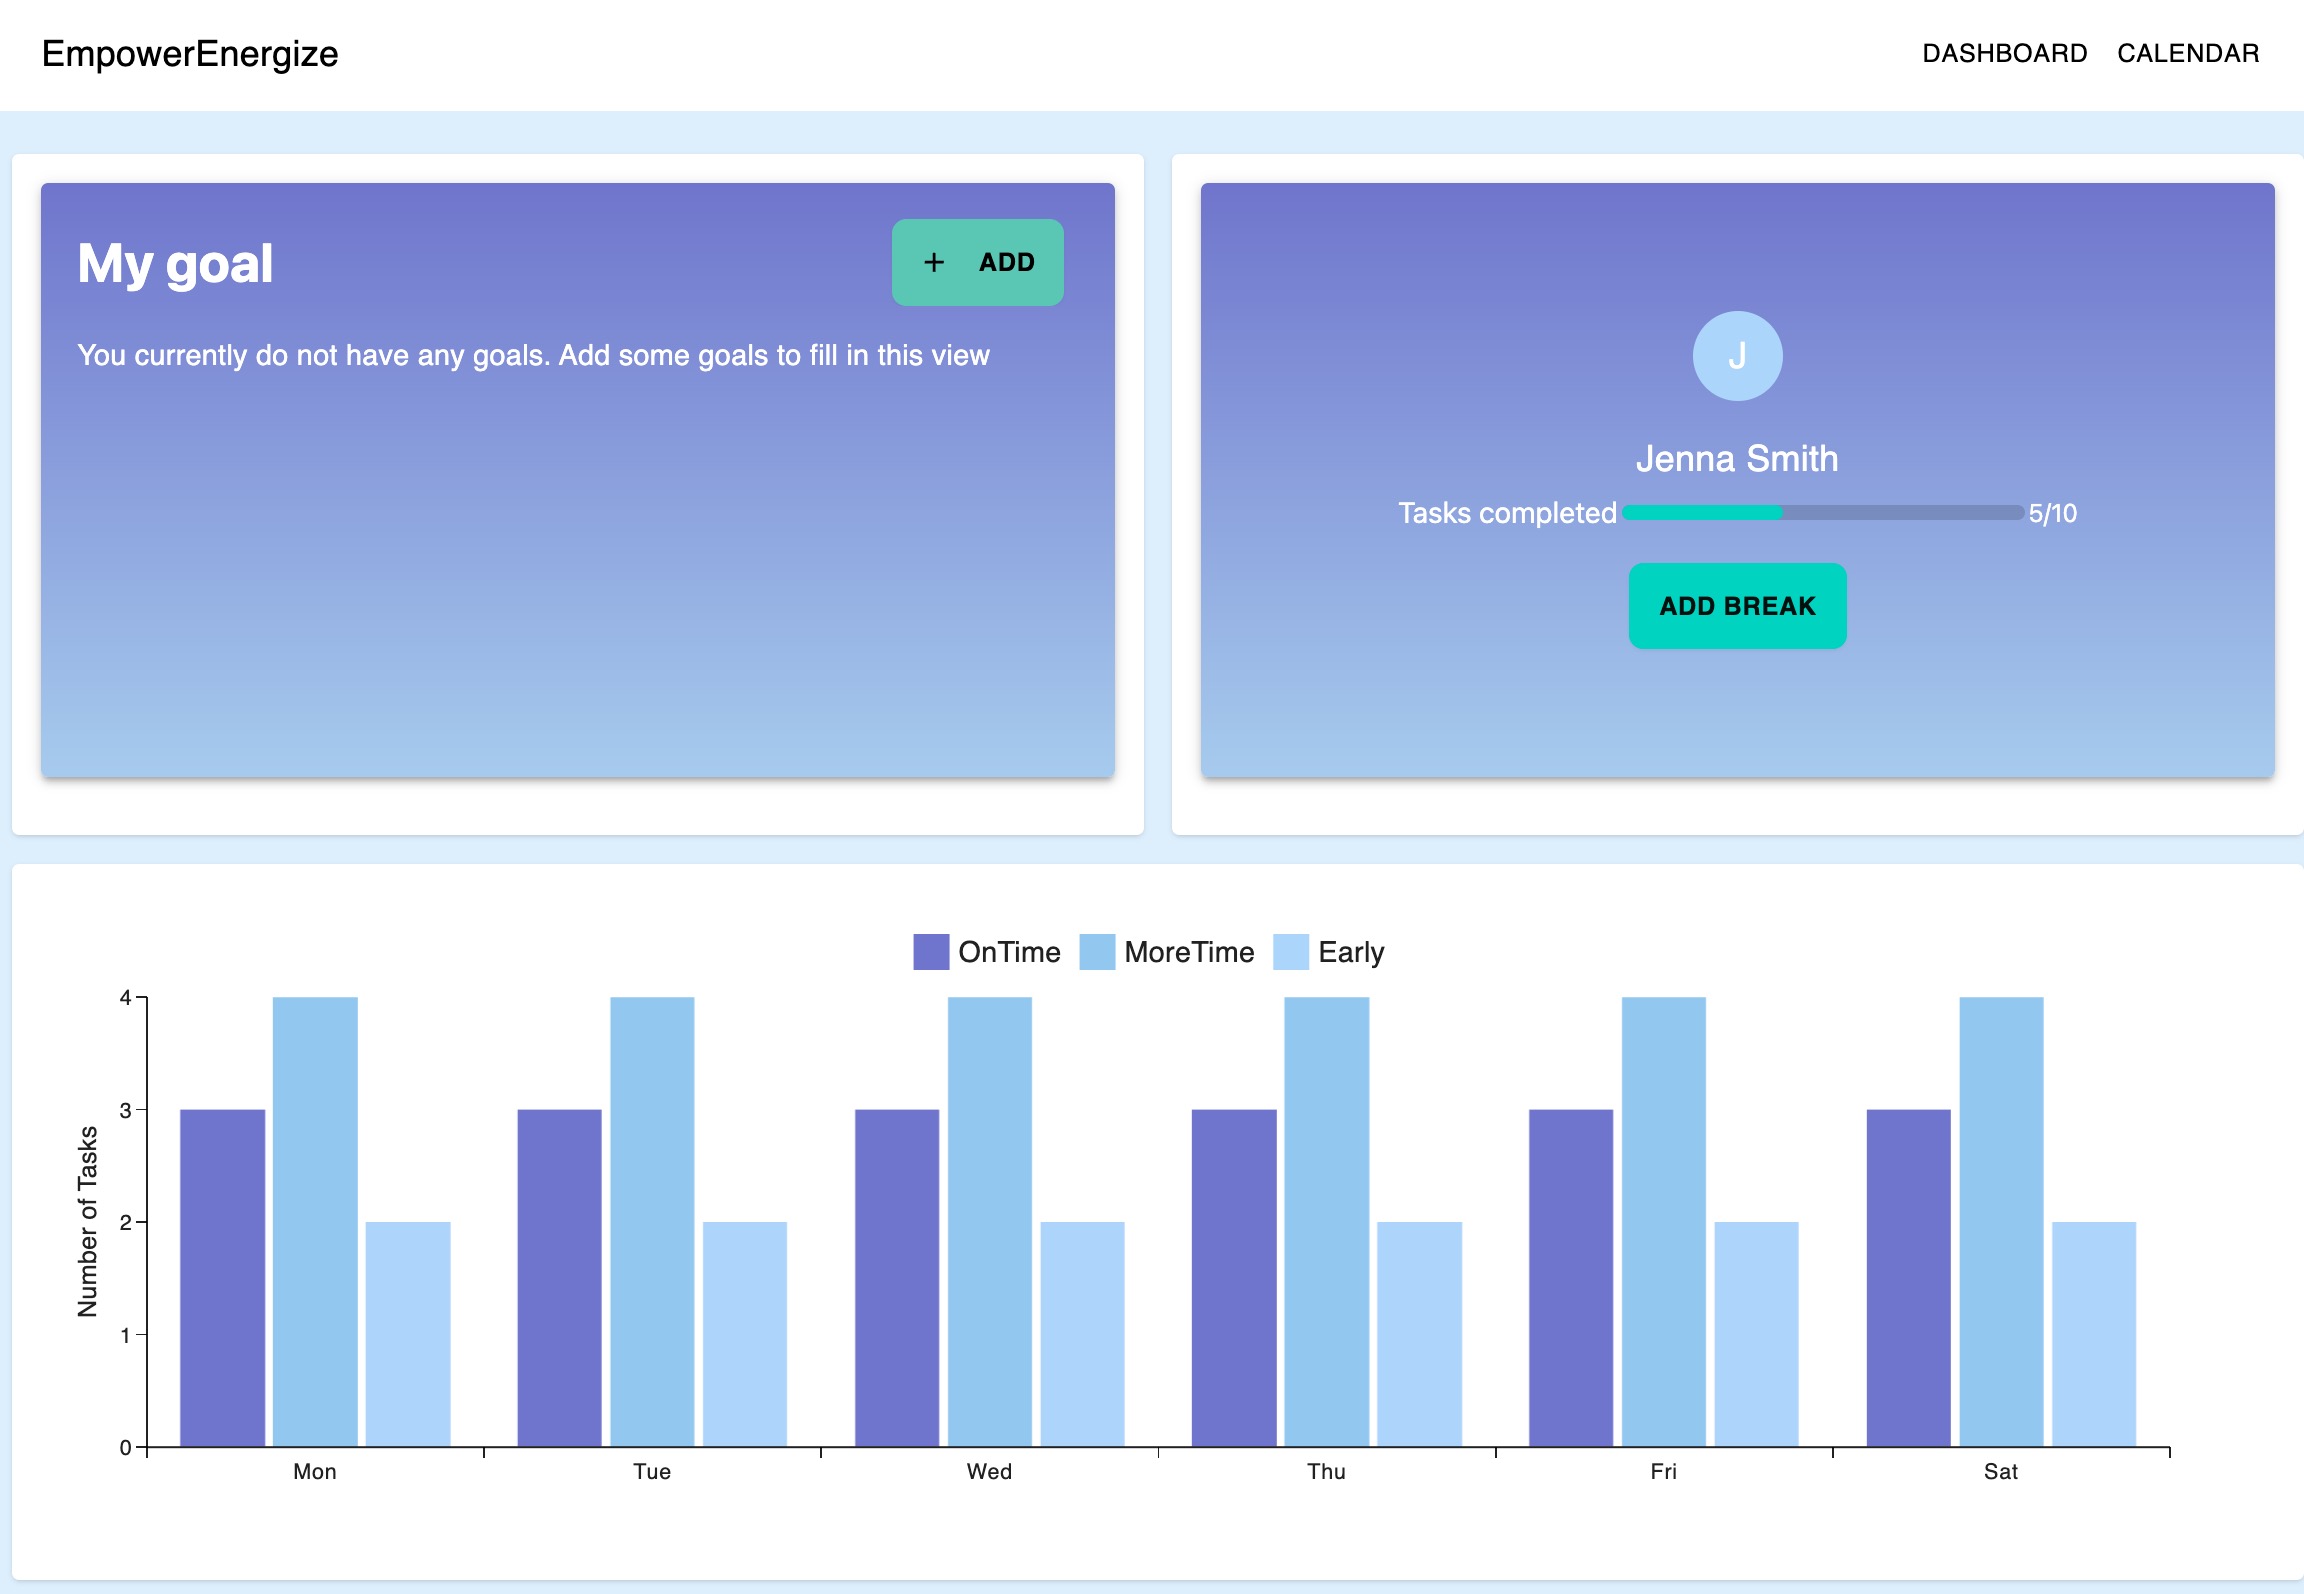 EmpowerEnergize
DASHBOARD CALENDAR
My goal
+ ADD
You currently do not have any goals. Add some goals to fill in this view
J
Jenna Smith
Tasks completed 5/10
ADD BREAK
OnTime MoreTime Early
Number of Tasks
4
3
2
1
0
Mon Tue Wed Thu Fri Sat